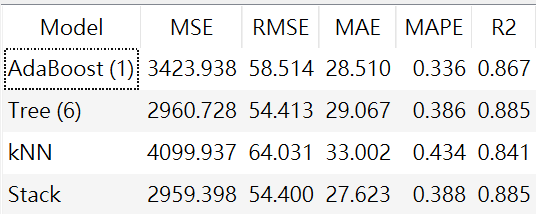 Model MSE RMSE MAE MAPE R2
AdaBoost (1) 3423.938 58.514 28.510 0.336 0.867
Tree (6) 2960.728 54.413 29.067 0.386 0.885
kNN 4099.937 64.031 33.002 0.434 0.841
Stack 2959.398 54.400 27.623 0.388 0.885